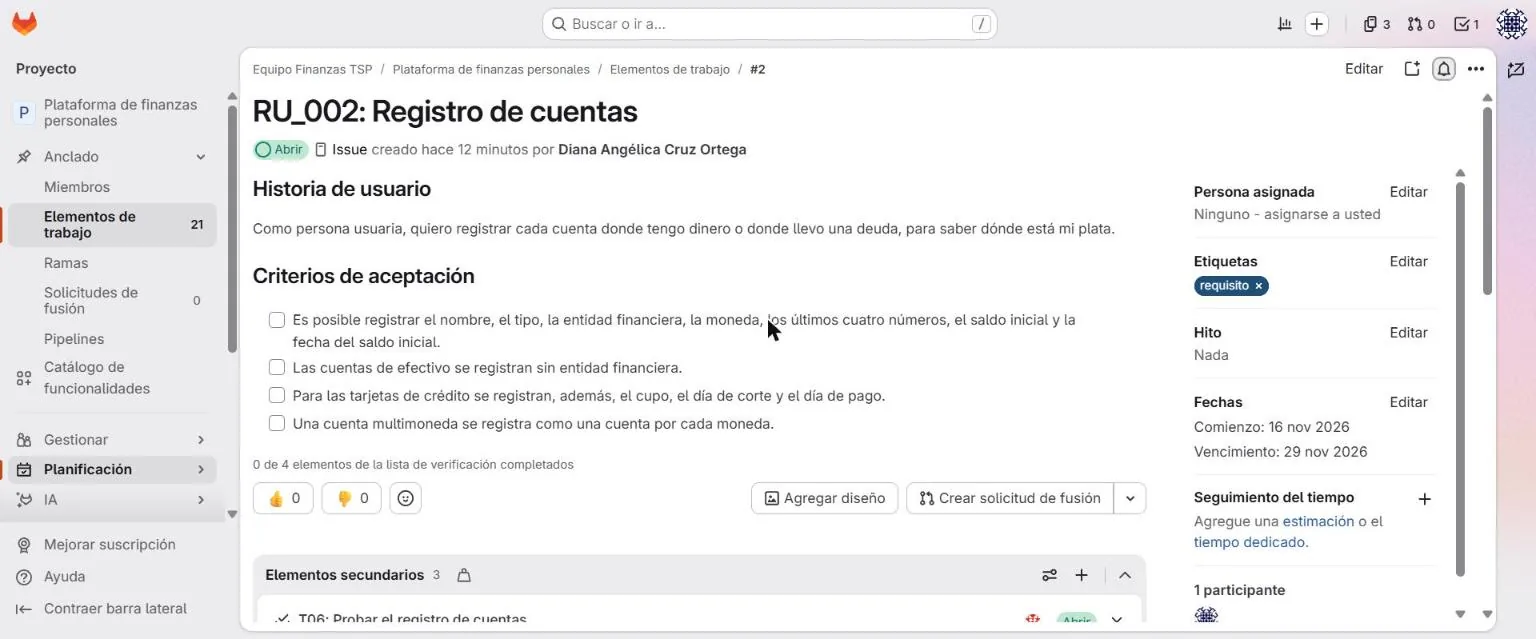 Buscar o ir a...
/
3
0
1
Proyecto
P
Plataforma de finanzas
personales
Anclado
Miembros
Elementos de
trabajo
21
Ramas
Solicitudes de
fusión
0
Pipelines
Catálogo de
funcionalidades
Gestionar
Planificación
IA
Mejorar suscripción
Ayuda
Contraer barra lateral
Equipo Finanzas TSP / Plataforma de finanzas personales / Elementos de trabajo / #2
Editar
RU_002: Registro de cuentas
Abrir Issue creado hace 12 minutos por Diana Angélica Cruz Ortega
Historia de usuario
Como persona usuaria, quiero registrar cada cuenta donde tengo dinero o donde llevo una deuda, para saber dónde está mi plata.
Criterios de aceptación
Es posible registrar el nombre, el tipo, la entidad financiera, la moneda, los últimos cuatro números, el saldo inicial y la
fecha del saldo inicial.
Las cuentas de efectivo se registran sin entidad financiera.
Para las tarjetas de crédito se registran, además, el cupo, el día de corte y el día de pago.
Una cuenta multimoneda se registra como una cuenta por cada moneda.
0 de 4 elementos de la lista de verificación completados
0
0
Agregar diseño
Crear solicitud de fusión
Elementos secundarios 3
T06: Probar el registro de cuentas
Abrir
Persona asignada
Editar
Ninguno - asignarse a usted
Etiquetas
Editar
requisito ×
Hito
Editar
Nada
Fechas
Editar
Comienzo: 16 nov 2026
Vencimiento: 29 nov 2026
Seguimiento del tiempo
Agregue una estimación o el
tiempo dedicado.
1 participante